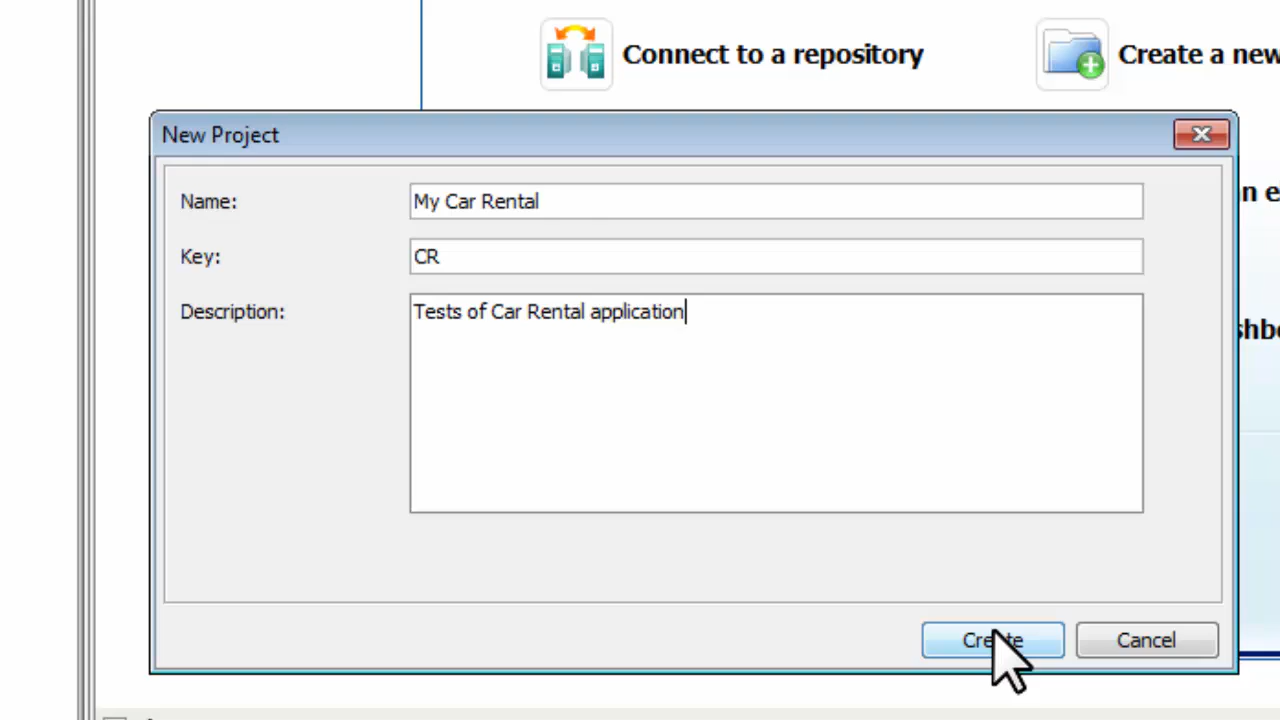 Connect to a repository
Create a new
New Project
Name:
My Car Rental
Key:
CR
Description:
Tests of Car Rental application
Create
Cancel